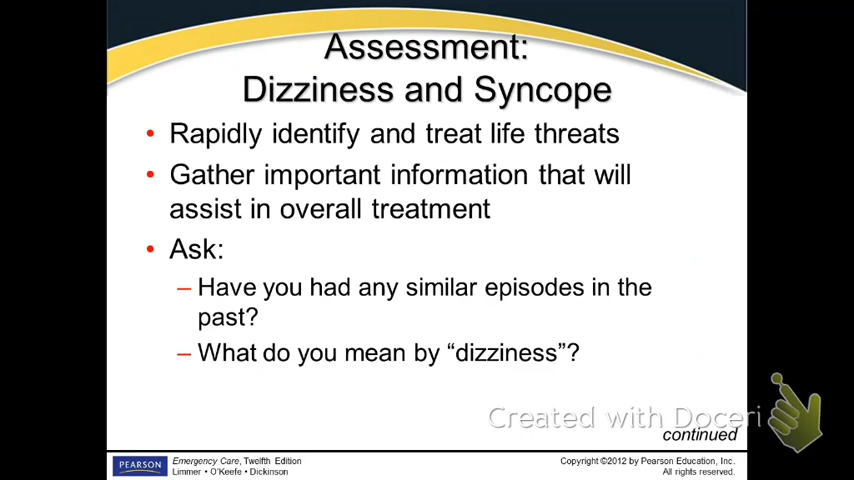 Assessment:
Dizziness and Syncope
• Rapidly identify and treat life threats
• Gather important information that will
assist in overall treatment
• Ask:
– Have you had any similar episodes in the
past?
– What do you mean by “dizziness”?
Created with Doceri
continued
PEARSON
Emergency Care, Twelfth Edition
Limmer • O'Keefe • Dickinson
Copyright ©2012 by Pearson Education, Inc.
All rights reserved.